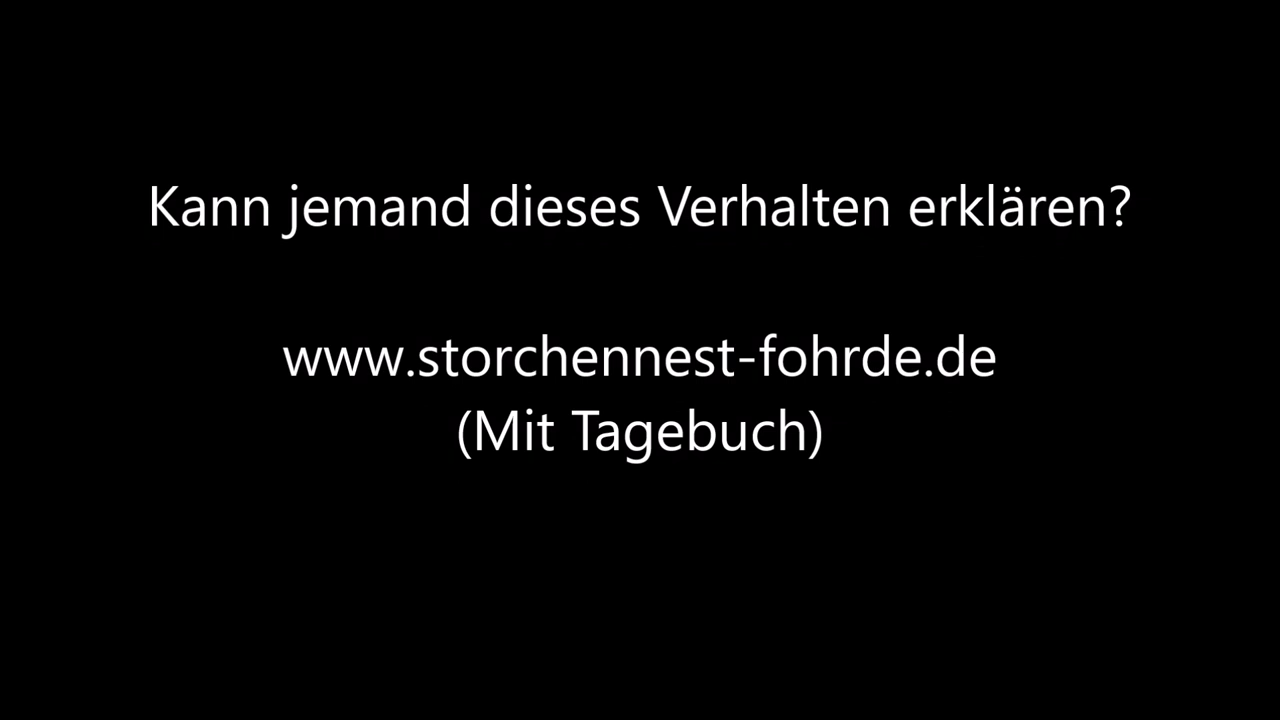 Kann jemand dieses Verhalten erklären?
www.storchennest-fohrde.de
(Mit Tagebuch)